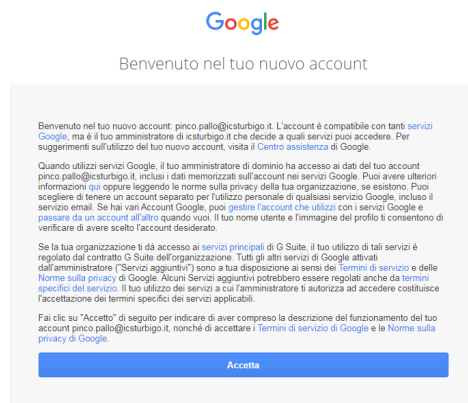 Google
Benvenuto nel tuo nuovo account
Benvenuto nel tuo nuovo account: pinco.pallo@icsturbigo.it. L'account è compatibile con tanti servizi
Google, ma è il tuo amministratore di icsturbigo.it che decide a quali servizi puoi accedere. Per
suggerimenti sull'utilizzo del tuo nuovo account, visita il Centro assistenza di Google.
Quando utilizzi servizi Google, il tuo amministratore di dominio ha accesso ai dati del tuo account
pinco.pallo@icsturbigo.it, inclusi i dati memorizzati sull'account nei servizi Google. Puoi avere ulteriori
informazioni qui oppure leggendo le norme sulla privacy della tua organizzazione, se esistono. Puoi
scegliere di tenere un account separato per l'utilizzo personale di qualsiasi servizio Google, incluso il
servizio email. Se hai vari Account Google, puoi gestire l'account che utilizzi con i servizi Google e
passare da un account all'altro quando vuoi. Il tuo nome utente e l'immagine del profilo ti consentono di
verificare di avere scelto l'account desiderato.
Se la tua organizzazione ti dà accesso ai servizi principali di G Suite, il tuo utilizzo di tali servizi è
regolato dal contratto G Suite dell'organizzazione. Tutti gli altri servizi di Google attivati
dall'amministratore ("Servizi aggiuntivi") sono a tua disposizione ai sensi dei Termini di servizio e delle
Norme sulla privacy di Google. Alcuni Servizi aggiuntivi potrebbero essere regolati anche da termini
specifici del servizio. Il tuo utilizzo dei servizi a cui l'amministratore ti autorizza ad accedere costituisce
l'accettazione dei termini specifici dei servizi applicabili.
Fai clic su "Accetto" di seguito per indicare di aver compreso la descrizione del funzionamento del tuo
account pinco.pallo@icsturbigo.it, nonché di accettare i Termini di servizio di Google e le Norme sulla
privacy di Google.
Accetta